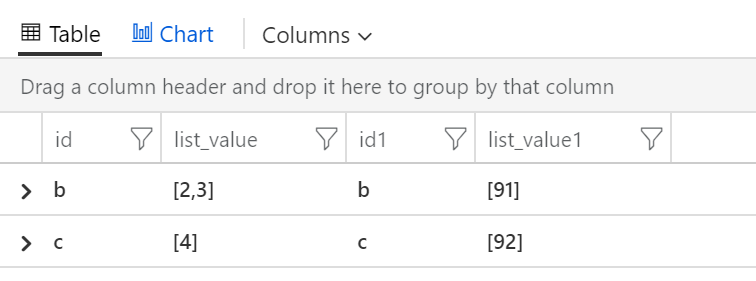 Table Chart Columns
Drag a column header and drop it here to group by that column
id list_value id1 list_value1
b [2,3] b [91]
c [4] c [92]